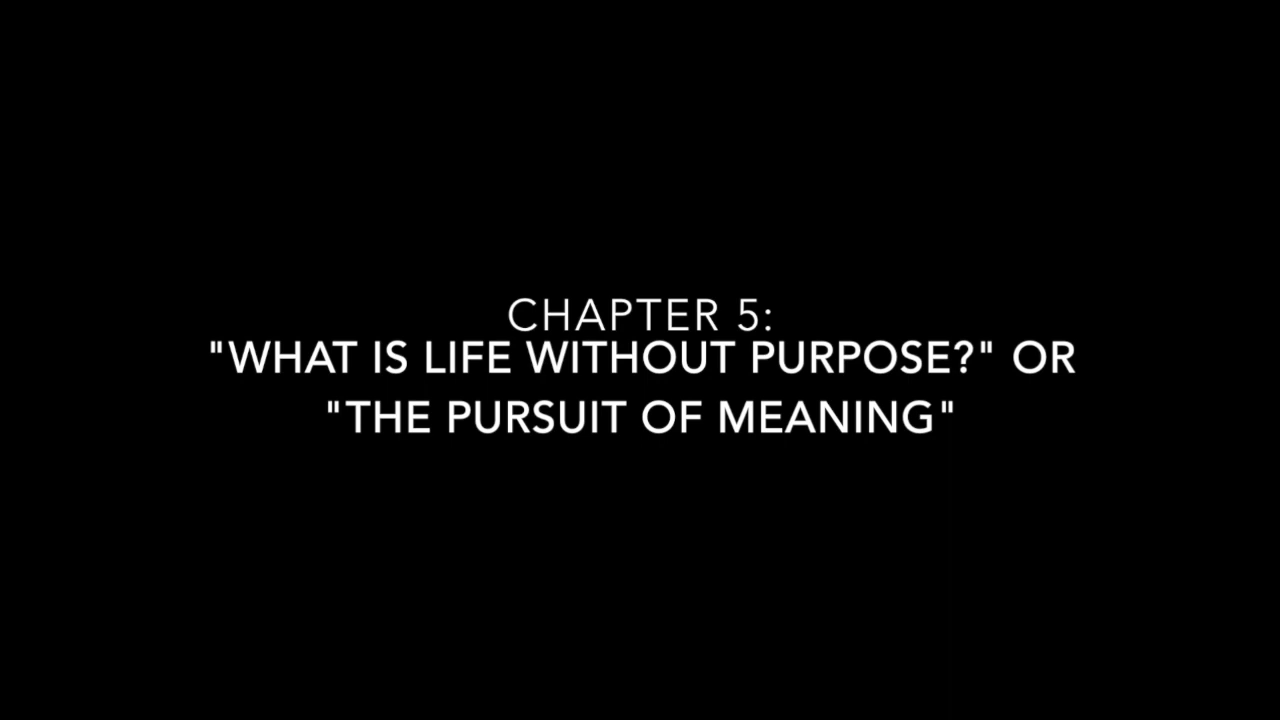 CHAPTER 5:
"WHAT IS LIFE WITHOUT PURPOSE?" OR
"THE PURSUIT OF MEANING"